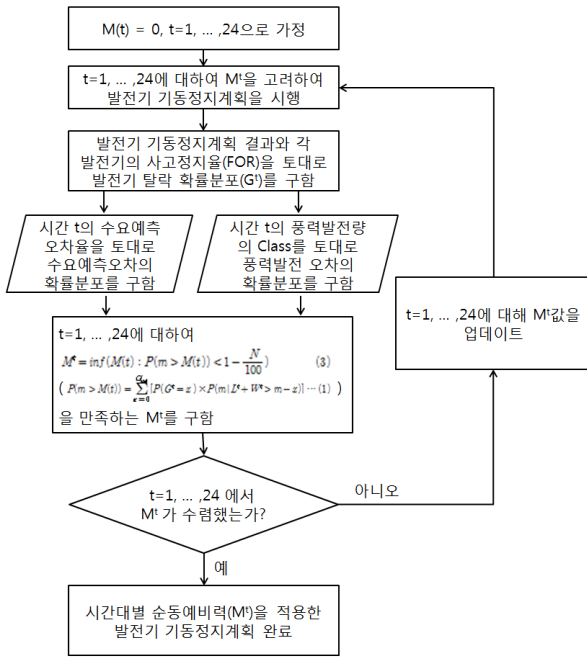 M(t) = 0, t=1, … ,24으로 가정
t=1, … ,24에 대하여 Mᵗ을 고려하여
발전기 기동정지계획을 시행
발전기 기동정지계획 결과와 각
발전기의 사고정지율(FOR)을 토대로
발전기 탈락 확률분포(Gᵗ)를 구함
시간 t의 수요예측
오차율을 토대로
수요예측오차의
확률분포를 구함
시간 t의 풍력발전량
의 Class를 토대로
풍력발전 오차의
확률분포를 구함
t=1, … ,24에 대해 Mᵗ값을
업데이트
t=1, … ,24에 대하여
Mᵗ = inf(M(t) : P(m > M(t)) < 1 − N/100) (3)
( P(m > M(t)) = ∑ [P(Gᵗ = z) × P(m|Lᵗ + Wᵗ > m − z)] ⋯ (1) )
을 만족하는 Mᵗ를 구함
t=1, … ,24 에서
Mᵗ 가 수렴했는가?
아니오
예
시간대별 순동예비력(Mᵗ)을 적용한
발전기 기동정지계획 완료